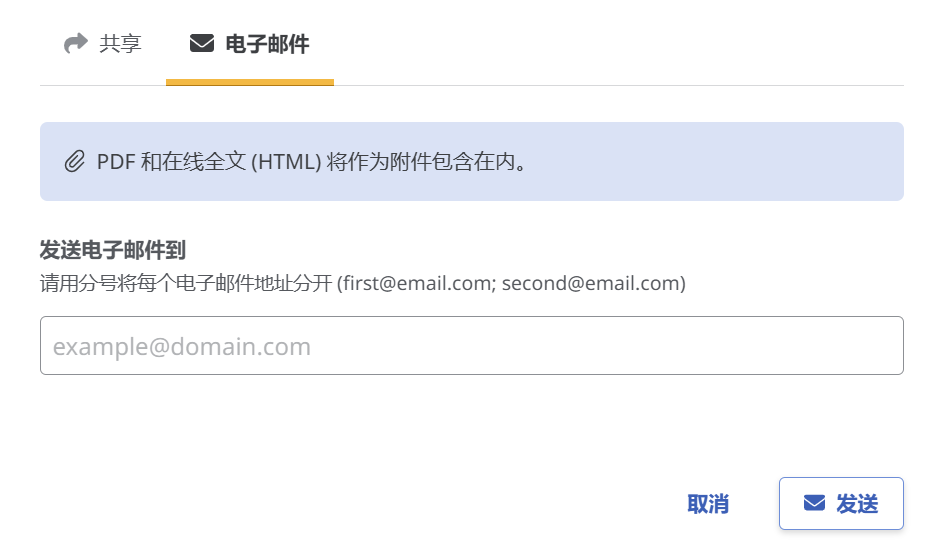 共享
电子邮件
PDF 和在线全文 (HTML) 将作为附件包含在内。
发送电子邮件到
请用分号将每个电子邮件地址分开 (first@email.com; second@email.com)
example@domain.com
取消
发送